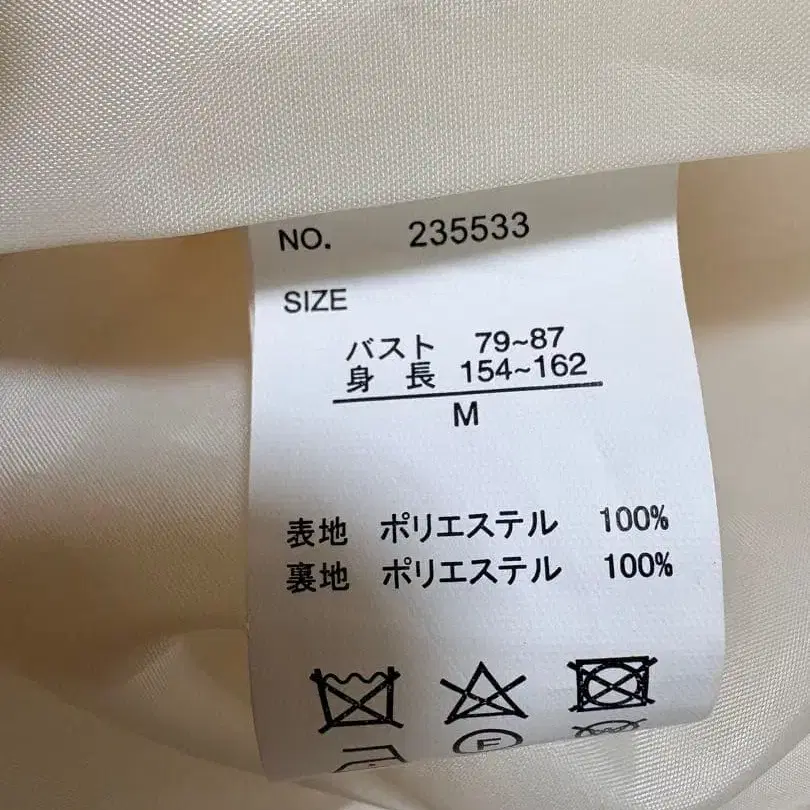 NO. 235533
SIZE
バスト 79~87
身長 154~162
M
表地 ポリエステル 100%
裏地 ポリエステル 100%
F